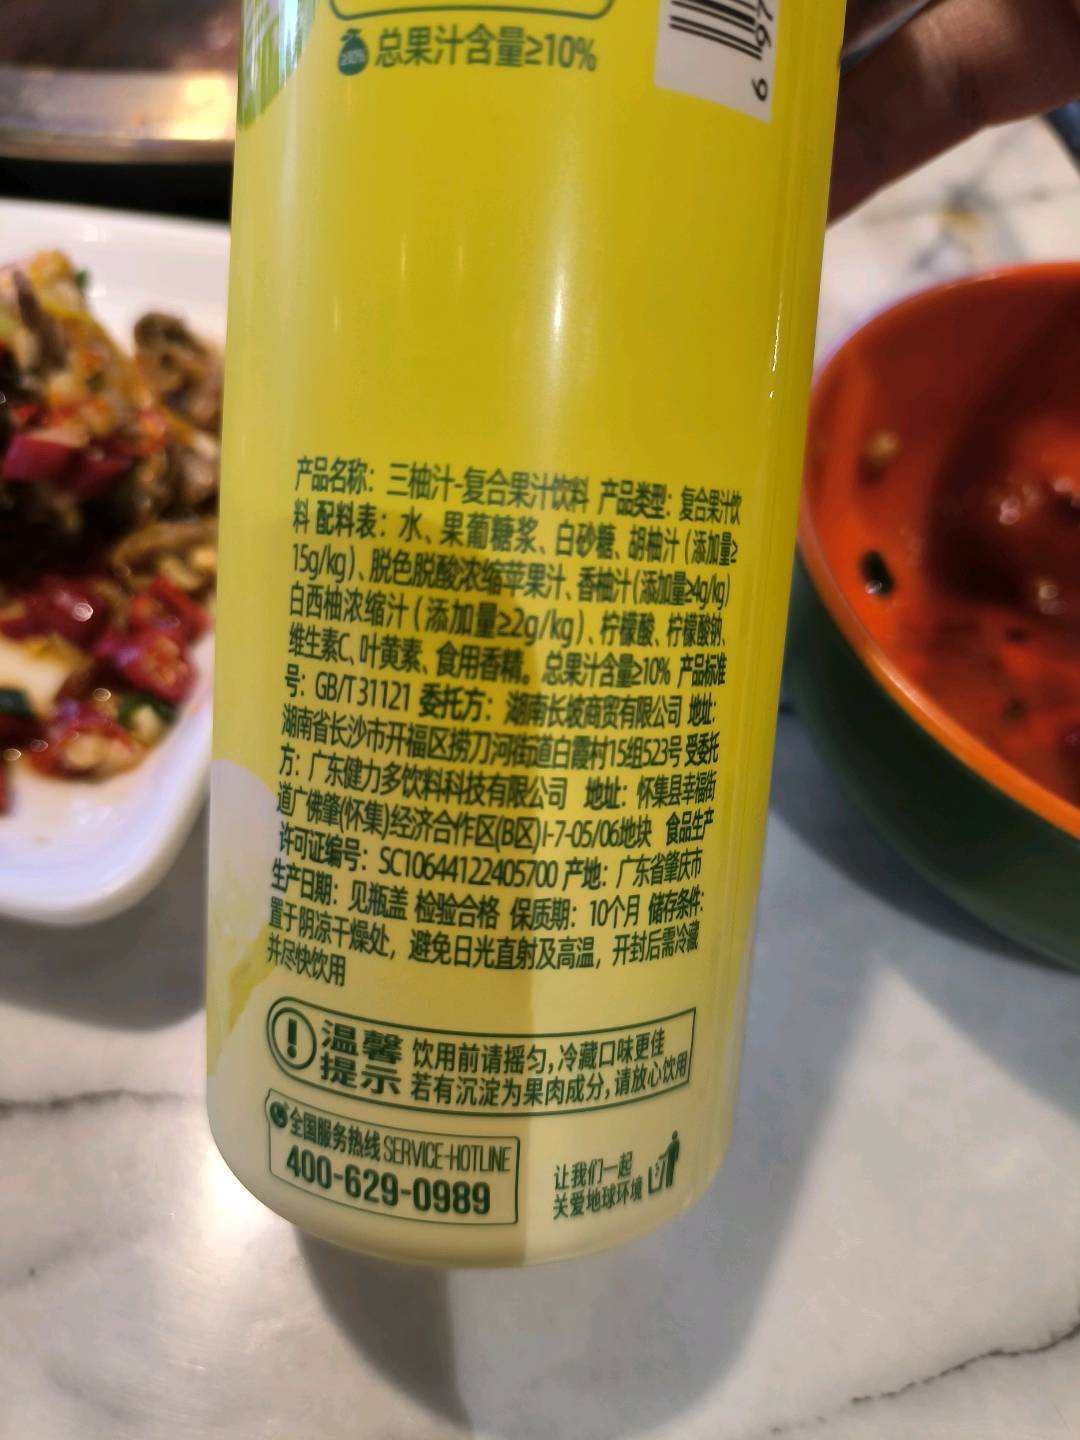 总果汁含量≥10%
产品名称：三柚汁-复合果汁饮料 产品类型：复合果汁饮
料 配料表：水、果葡糖浆、白砂糖、胡柚汁（添加量≥
15g/kg）、脱色脱酸浓缩苹果汁、香柚汁（添加量≥4g/kg）
白西柚浓缩汁（添加量≥2g/kg）、柠檬酸、柠檬酸钠、
维生素C、叶黄素、食用香精。总果汁含量≥10% 产品标准
号：GB/T 31121 委托方：湖南长坡商贸有限公司 地址：
湖南省长沙市开福区捞刀河街道白霞村15组523号 受委托
方：广东健力多饮料科技有限公司 地址：怀集县幸福街
道广佛肇(怀集)经济合作区(B区)I-7-05/06地块 食品生产
许可证编号：SC10644122405700 产地：广东省肇庆市
生产日期：见瓶盖 检验合格 保质期：10个月 储存条件：
置于阴凉干燥处，避免日光直射及高温，开封后需冷藏
并尽快饮用
温馨提示
饮用前请摇匀，冷藏口味更佳
若有沉淀为果肉成分，请放心饮用
全国服务热线 SERVICE-HOTLINE
400-629-0989
让我们一起
关爱地球环境